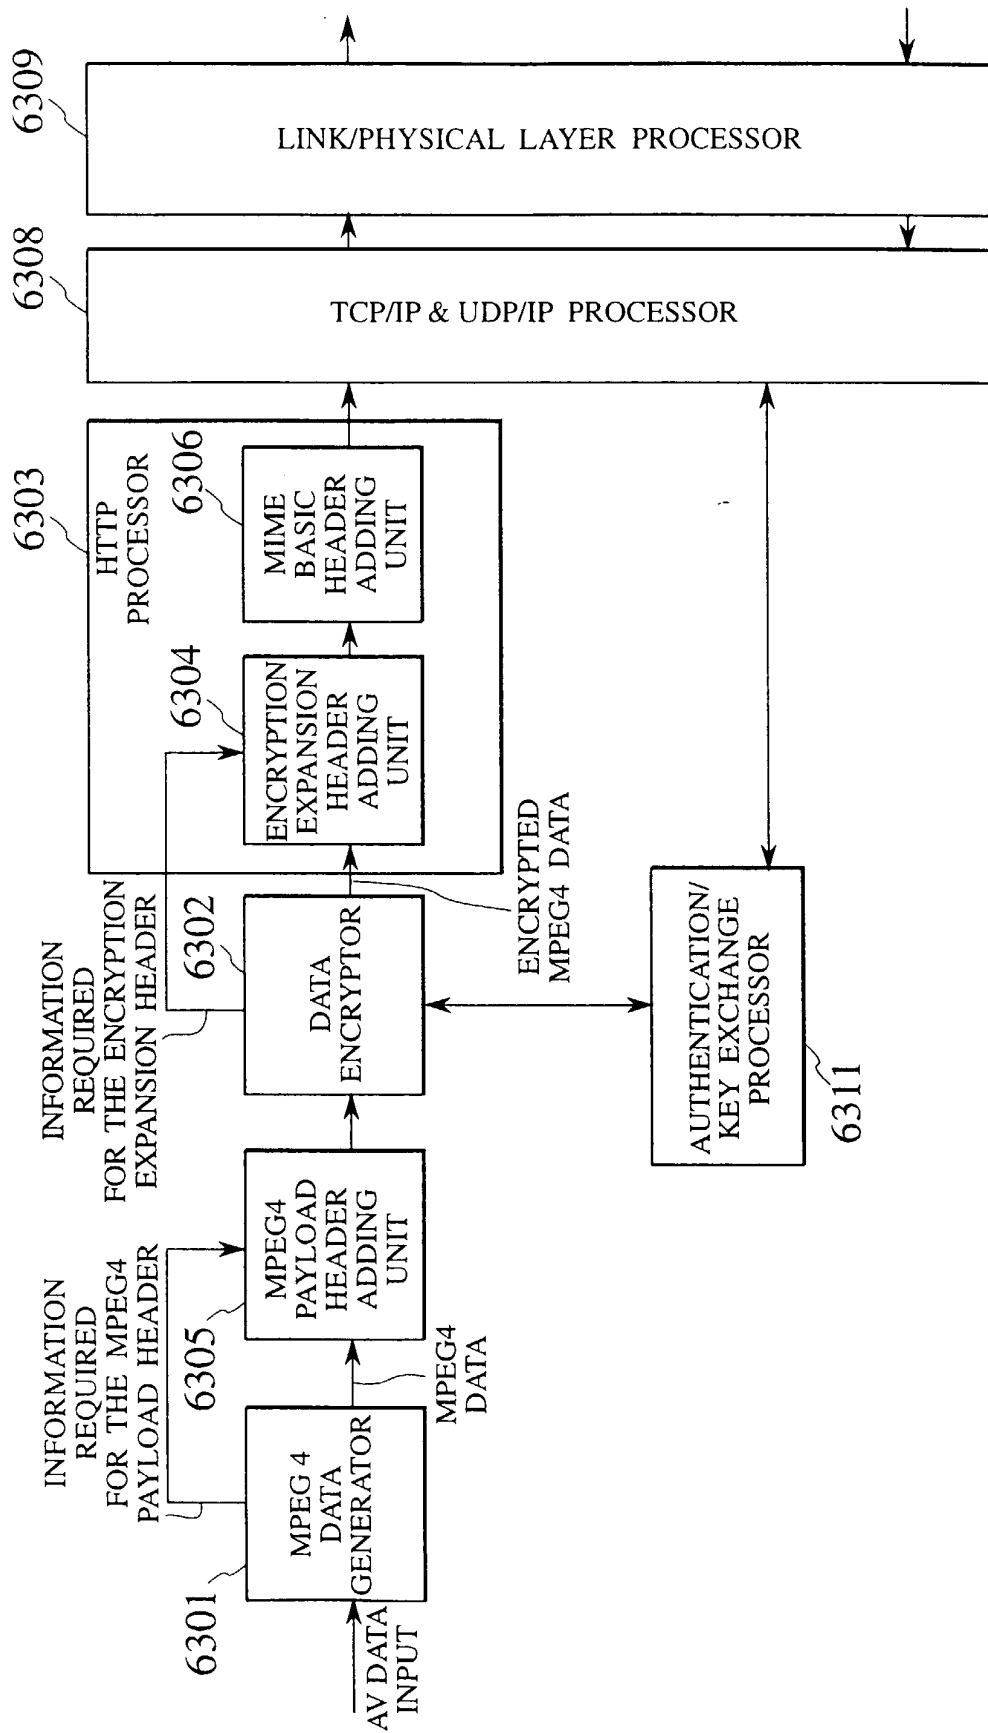 AV DATA
INPUT
6301
MPEG 4
DATA
GENERATOR
INFORMATION
REQUIRED
FOR THE MPEG4
PAYLOAD HEADER
MPEG4
DATA
6305
MPEG4
PAYLOAD
HEADER
ADDING
UNIT
INFORMATION
REQUIRED
FOR THE ENCRYPTION
EXPANSION HEADER
6302
DATA
ENCRYPTOR
ENCRYPTED
MPEG4 DATA
6303
HTTP
PROCESSOR
6304
ENCRYPTION
EXPANSION
HEADER
ADDING
UNIT
6306
MIME
BASIC
HEADER
ADDING
UNIT
6308
TCP/IP & UDP/IP PROCESSOR
6309
LINK/PHYSICAL LAYER PROCESSOR
AUTHENTICATION/
KEY EXCHANGE
PROCESSOR
6311